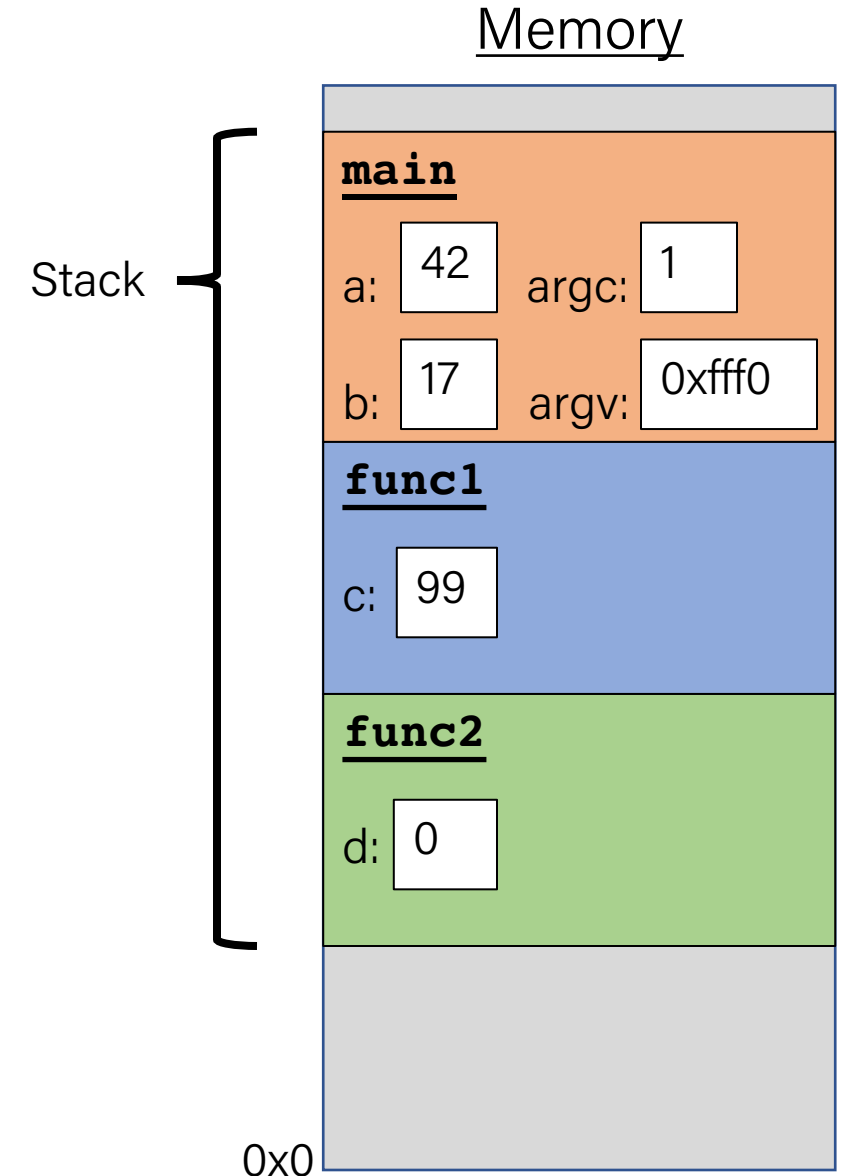 Memory
Stack
main
a: 42 argc: 1
b: 17 argv: 0xfff0
func1
c: 99
func2
d: 0
0x0